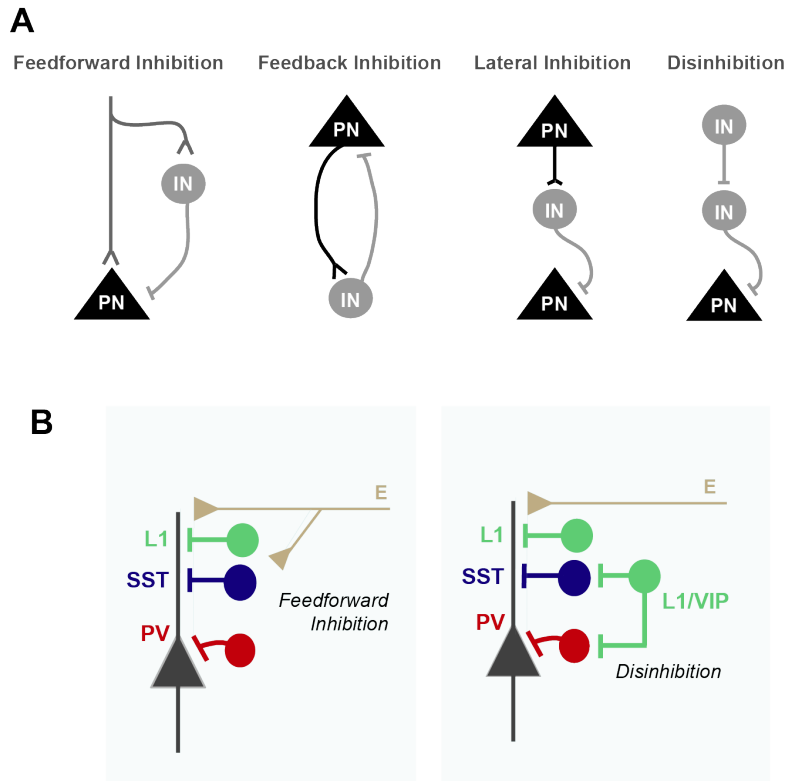 A
Feedforward Inhibition
Feedback Inhibition
Lateral Inhibition
Disinhibition
IN
PN
PN
IN
PN
IN
PN
IN
IN
PN
B
E
L1
SST
PV
Feedforward
Inhibition
E
L1
SST
L1/VIP
PV
Disinhibition